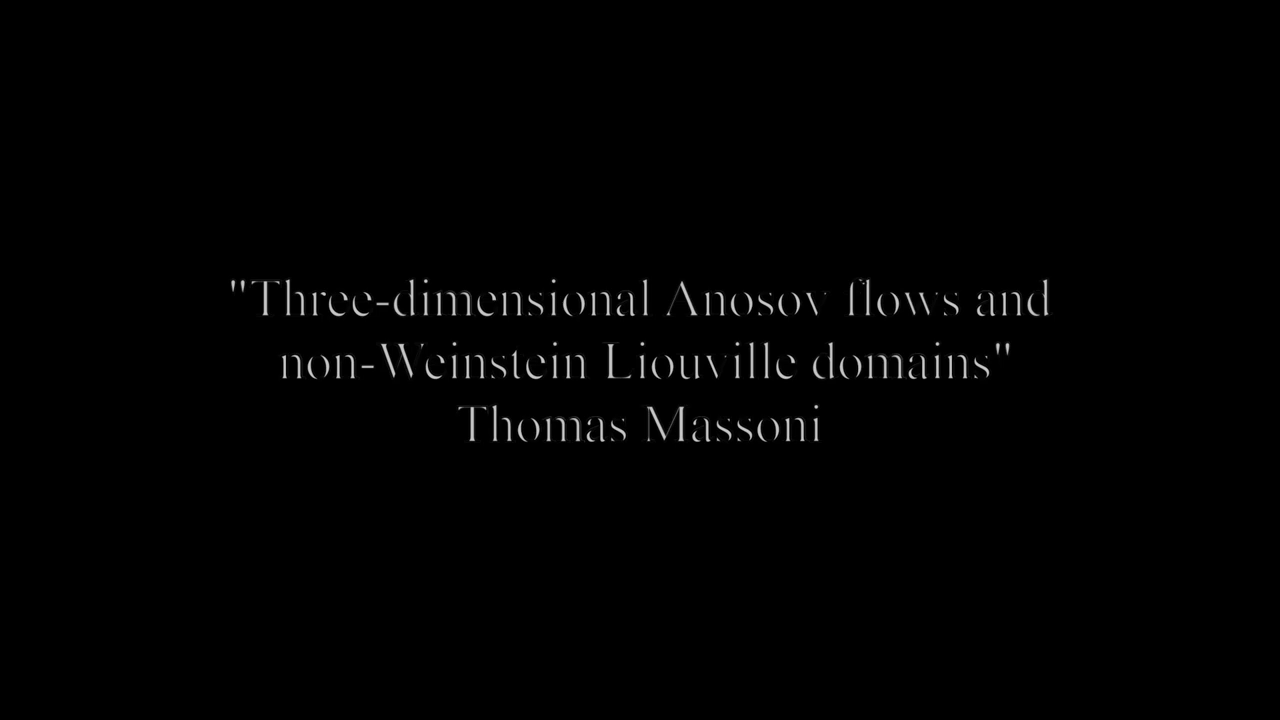 "Three-dimensional Anosov flows and
non-Weinstein Liouville domains"
Thomas Massoni